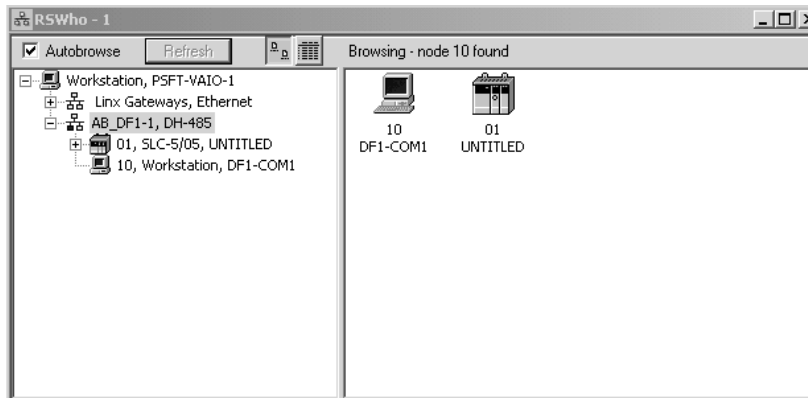 RSWho - 1
Autobrowse
Refresh
Browsing - node 10 found
Workstation, PSFT-VAIO-1
Linx Gateways, Ethernet
AB_DF1-1, DH-485
01, SLC-5/05, UNTITLED
10, Workstation, DF1-COM1
10
DF1-COM1
01
UNTITLED